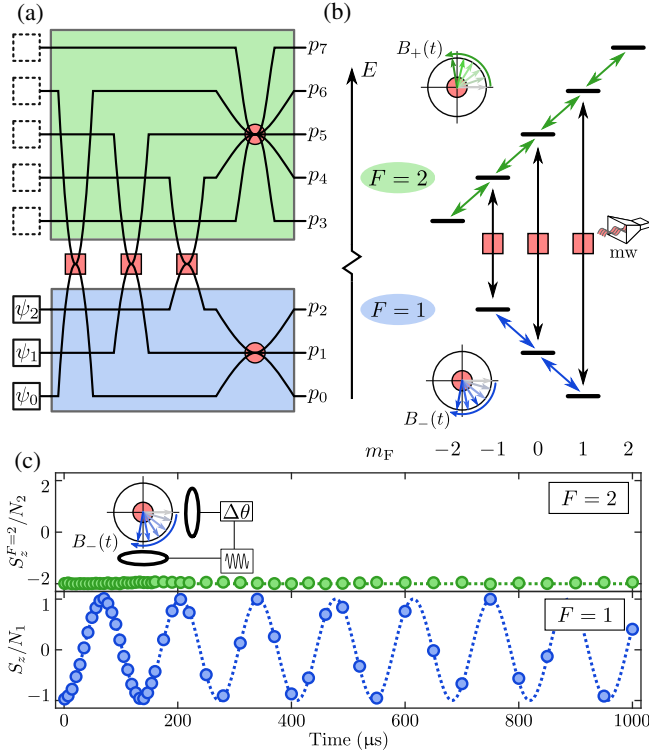 (a)
p₇
p₆
p₅
p₄
p₃
ψ₂
p₂
ψ₁
p₁
ψ₀
p₀
(b)
E
B₊(t)
F = 2
mw
F = 1
B₋(t)
m_F −2 −1 0 1 2
(c)
S_z^{F=2}/N₂
2
0
−2
F = 2
B₋(t)
Δθ
S_z/N₁
1
0
−1
F = 1
0 200 400 600 800 1000
Time (μs)